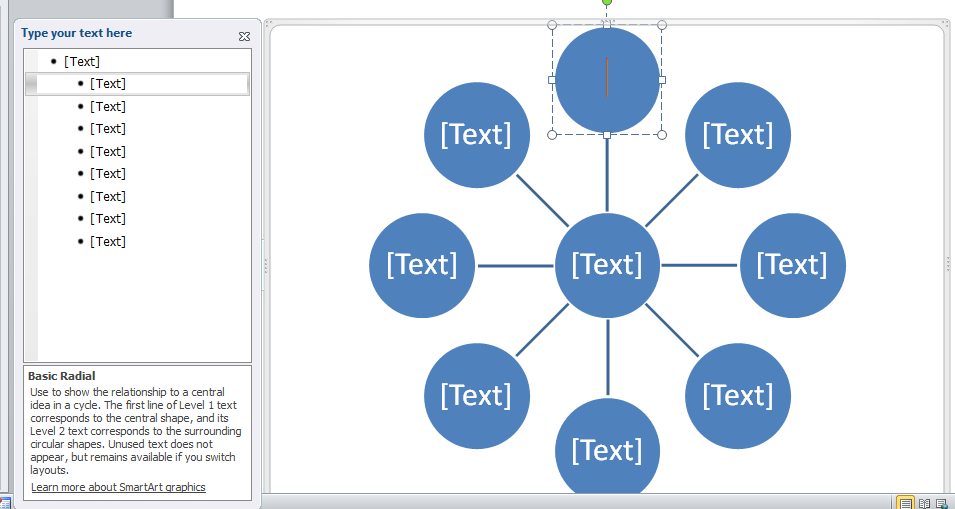 Type your text here
[Text]
[Text]
[Text]
[Text]
[Text]
[Text]
[Text]
[Text]
[Text]
Basic Radial
Use to show the relationship to a central
idea in a cycle. The first line of Level 1 text
corresponds to the central shape, and its
Level 2 text corresponds to the surrounding
circular shapes. Unused text does not
appear, but remains available if you switch
layouts.
Learn more about SmartArt graphics
[Text]
[Text]
[Text]
[Text]
[Text]
[Text]
[Text]
[Text]